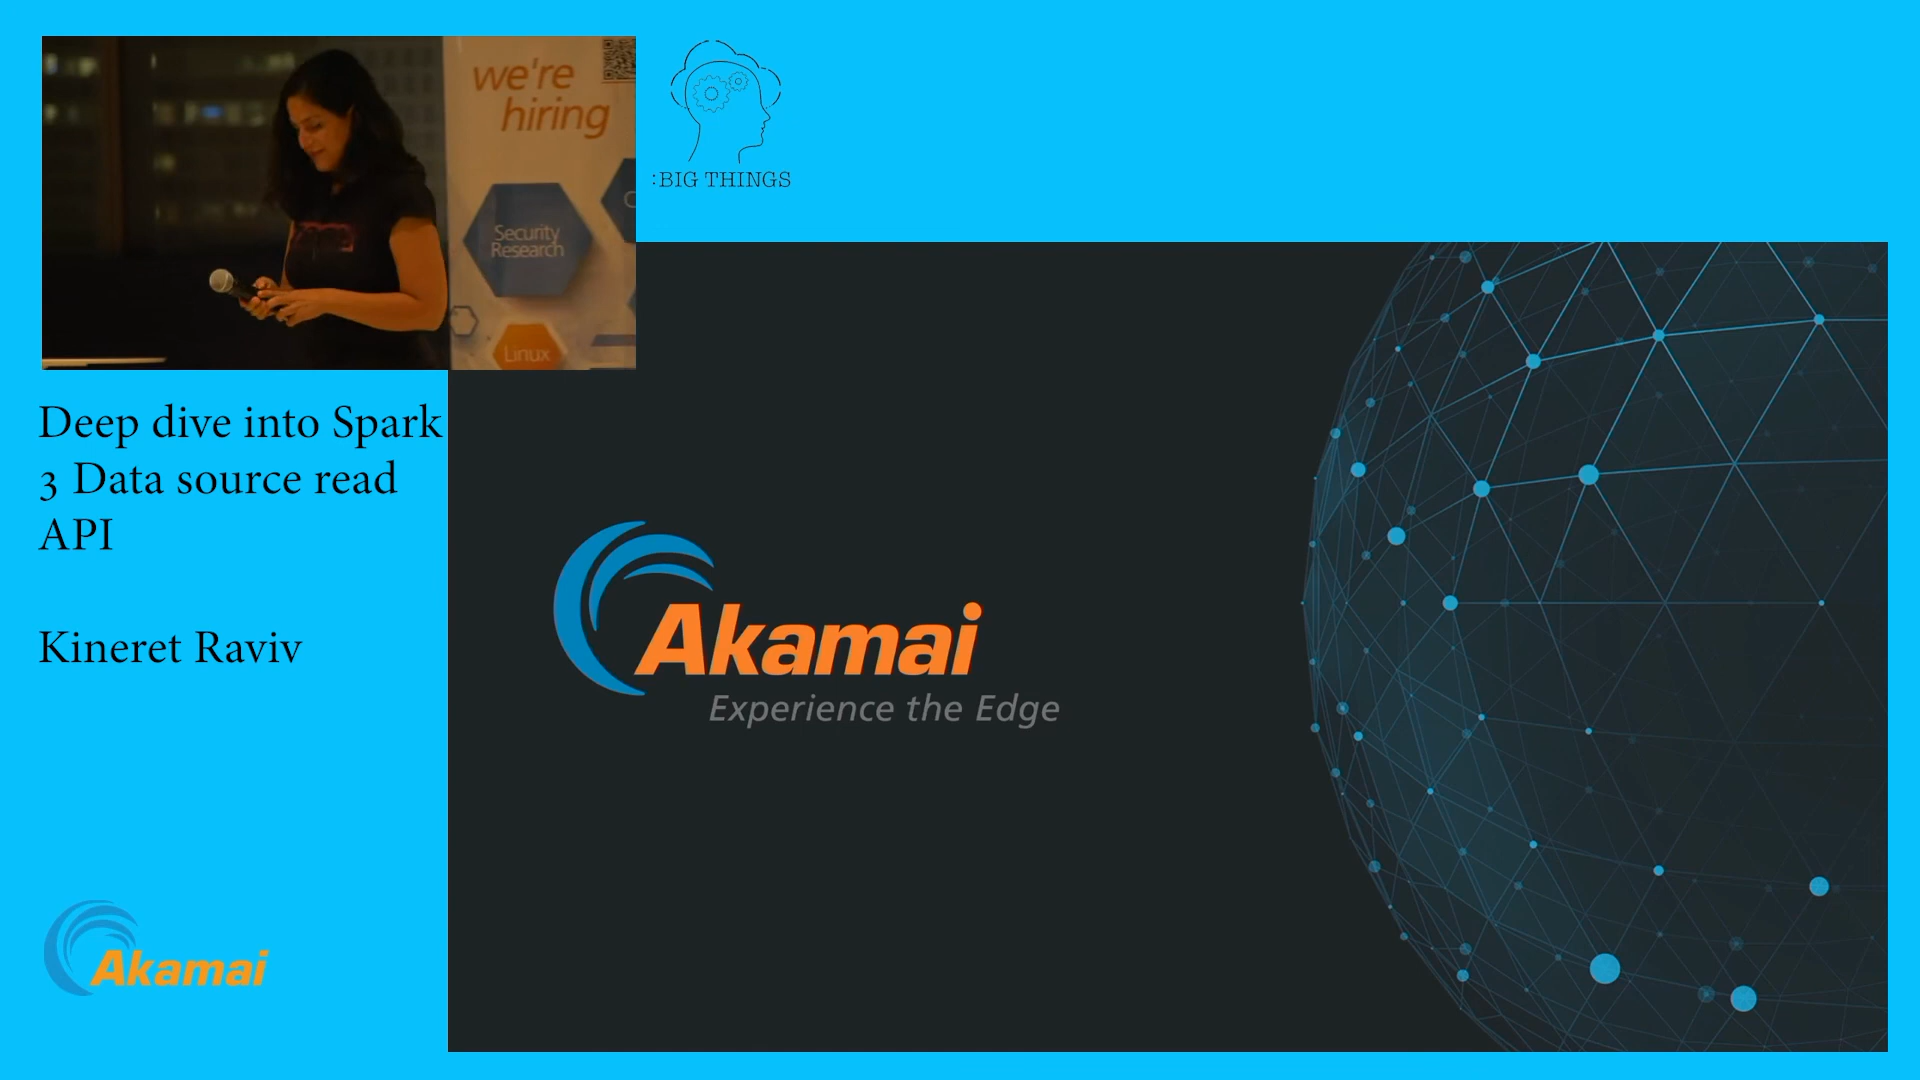 we're
hiring
Security
Research
Linux
:BIG THINGS
Deep dive into Spark
3 Data source read
API
Kineret Raviv
Akamai
Experience the Edge
Akamai